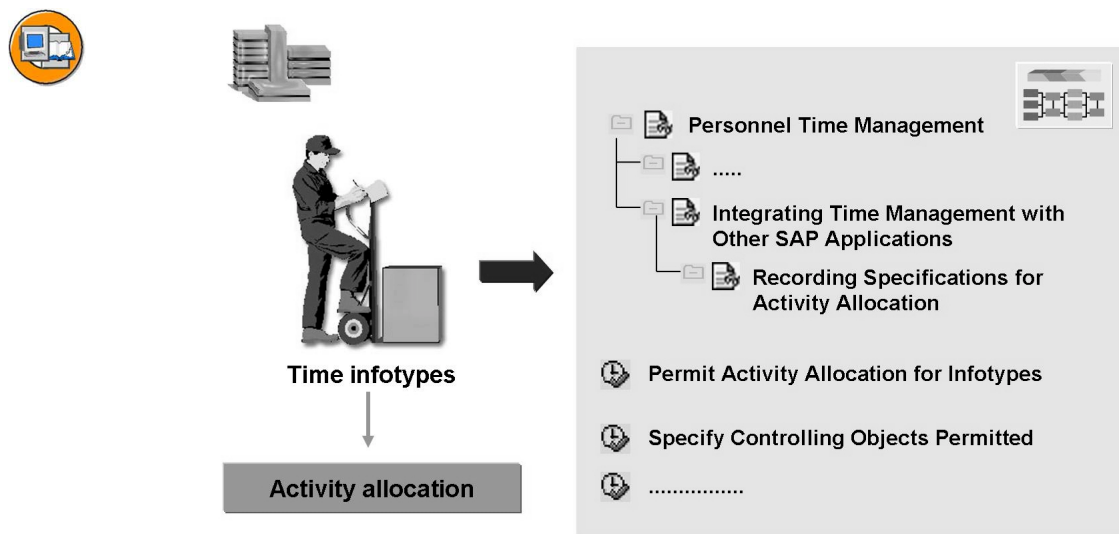 Personnel Time Management
.....
Integrating Time Management with
Other SAP Applications
Recording Specifications for
Activity Allocation
Time infotypes
Permit Activity Allocation for Infotypes
Specify Controlling Objects Permitted
Activity allocation
................